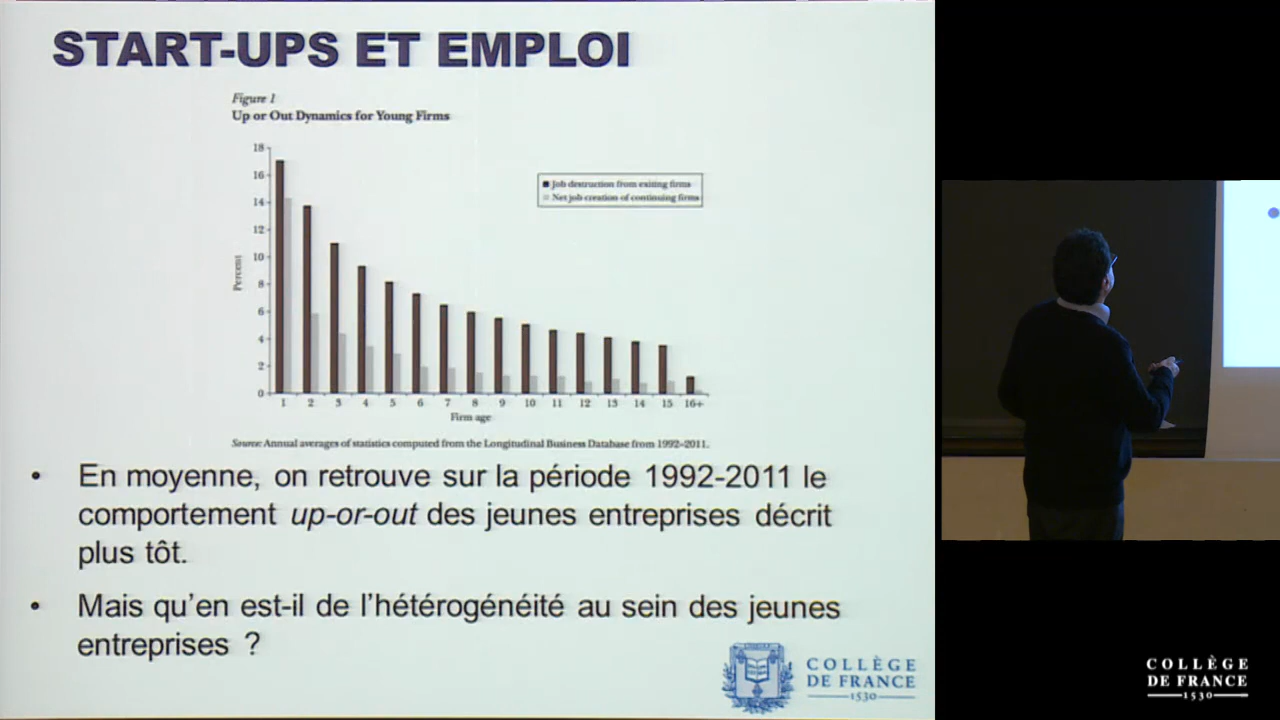 START-UPS ET EMPLOI
Figure 1
Up or Out Dynamics for Young Firms
18
16
14
12
10
8
6
4
2
0
Percent
Job destruction from exiting firms
Net job creation of continuing firms
1 2 3 4 5 6 7 8 9 10 11 12 13 14 15 16+
Firm age
Source: Annual averages of statistics computed from the Longitudinal Business Database from 1992–2011.
• En moyenne, on retrouve sur la période 1992-2011 le
comportement up-or-out des jeunes entreprises décrit
plus tôt.
• Mais qu'en est-il de l'hétérogénéité au sein des jeunes
entreprises ?
COLLÈGE
DE FRANCE
1530
COLLÈGE
DE FRANCE
1530